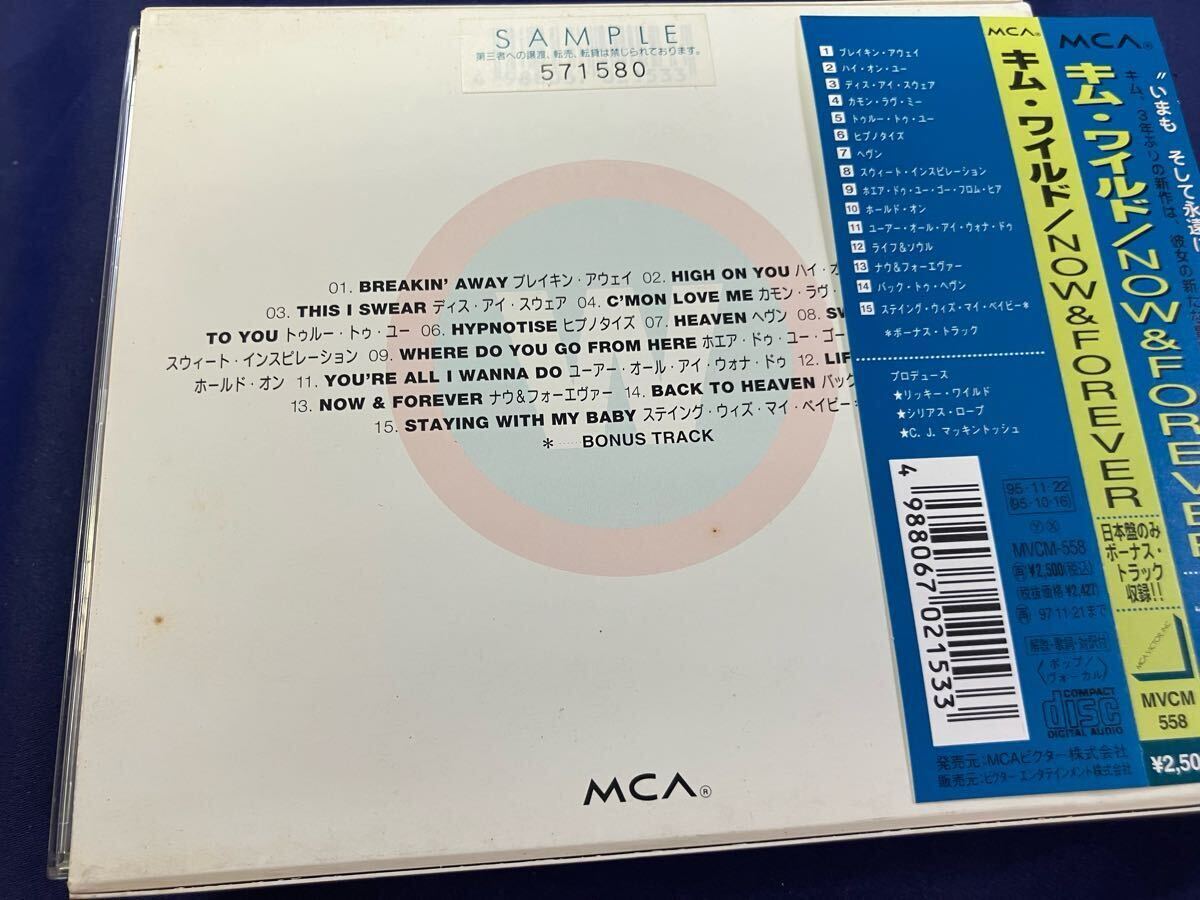 SAMPLE
第三者への譲渡、転売、転貸は禁じられております。
571580
01. BREAKIN' AWAY ブレイキン・アウェイ 02. HIGH ON YOU ハイ・オ
03. THIS I SWEAR ディス・アイ・スウェア 04. C'MON LOVE ME カモン・ラヴ・
TO YOU トゥルー・トゥ・ユー 06. HYPNOTISE ヒプノタイズ 07. HEAVEN ヘヴン 08. SW
スウィート・インスピレーション 09. WHERE DO YOU GO FROM HERE ホエア・ドゥ・ユー・ゴー・
ホールド・オン 11. YOU'RE ALL I WANNA DO ユーアー・オール・アイ・ウォナ・ドゥ 12. LIF
13. NOW & FOREVER ナウ&フォーエヴァー 14. BACK TO HEAVEN バック
15. STAYING WITH MY BABY ステイング・ウィズ・マイ・ベイビー*
* BONUS TRACK
MCA®
1 ブレイキン・アウェイ
2 ハイ・オン・ユー
3 ディス・アイ・スウェア
4 カモン・ラヴ・ミー
5 トゥルー・トゥ・ユー
6 ヒプノタイズ
7 ヘヴン
8 スウィート・インスピレーション
9 ホエア・ドゥ・ユー・ゴー・フロム・ヒア
10 ホールド・オン
11 ユーアー・オール・アイ・ウォナ・ドゥ
12 ライフ&ソウル
13 ナウ&フォーエヴァー
14 バック・トゥ・ヘヴン
15 ステイング・ウィズ・マイ・ベイビー*
*ボーナス・トラック
プロデュース
★リッキー・ワイルド
★シリアス・ロープ
★C. J. マッキントッシュ
4 988067 021533
95・11・22
(95・10・16)
Ⓨ Ⓧ
MVCM-558
再 ¥2,500(税込)
(税抜価格¥2,427)
再 97・11・21まで
解説・歌詞・対訳付
〈ポップ/ヴォーカル〉
COMPACT
disc
DIGITAL AUDIO
発売元:MCAビクター株式会社
販売元:ビクター エンタテインメント株式会社
MCA®
キム・ワイルド/NOW&FOREVER
日本盤のみ
ボーナス・
トラック
収録!!
MCA VICTOR, INC.
MVCM
558
¥2,50
MCA®
キム・ワイルド/NOW&FOREVER
"いまも そして永遠に
キム、3年ぶりの新作は、彼女の新たな